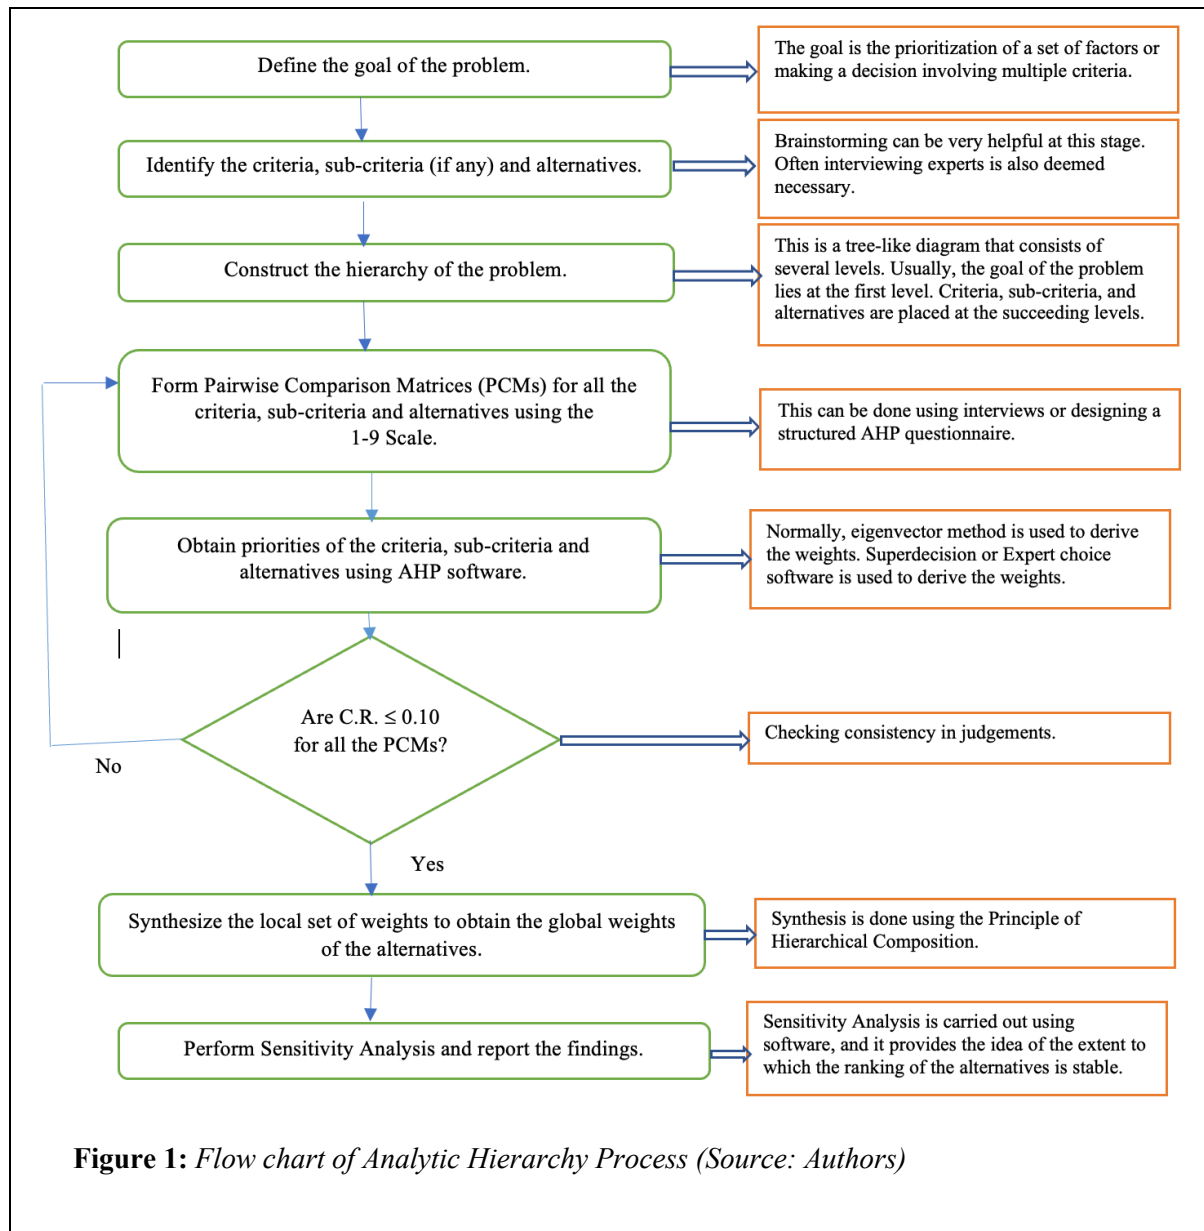 Define the goal of the problem.
The goal is the prioritization of a set of factors or
making a decision involving multiple criteria.
Identify the criteria, sub-criteria (if any) and alternatives.
Brainstorming can be very helpful at this stage.
Often interviewing experts is also deemed
necessary.
Construct the hierarchy of the problem.
This is a tree-like diagram that consists of
several levels. Usually, the goal of the problem
lies at the first level. Criteria, sub-criteria, and
alternatives are placed at the succeeding levels.
Form Pairwise Comparison Matrices (PCMs) for all the
criteria, sub-criteria and alternatives using the
1-9 Scale.
This can be done using interviews or designing a
structured AHP questionnaire.
Obtain priorities of the criteria, sub-criteria and
alternatives using AHP software.
Normally, eigenvector method is used to derive
the weights. Superdecision or Expert choice
software is used to derive the weights.
Are C.R. ≤ 0.10
for all the PCMs?
Checking consistency in judgements.
No
Yes
Synthesize the local set of weights to obtain the global weights
of the alternatives.
Synthesis is done using the Principle of
Hierarchical Composition.
Perform Sensitivity Analysis and report the findings.
Sensitivity Analysis is carried out using
software, and it provides the idea of the extent to
which the ranking of the alternatives is stable.
Figure 1: Flow chart of Analytic Hierarchy Process (Source: Authors)